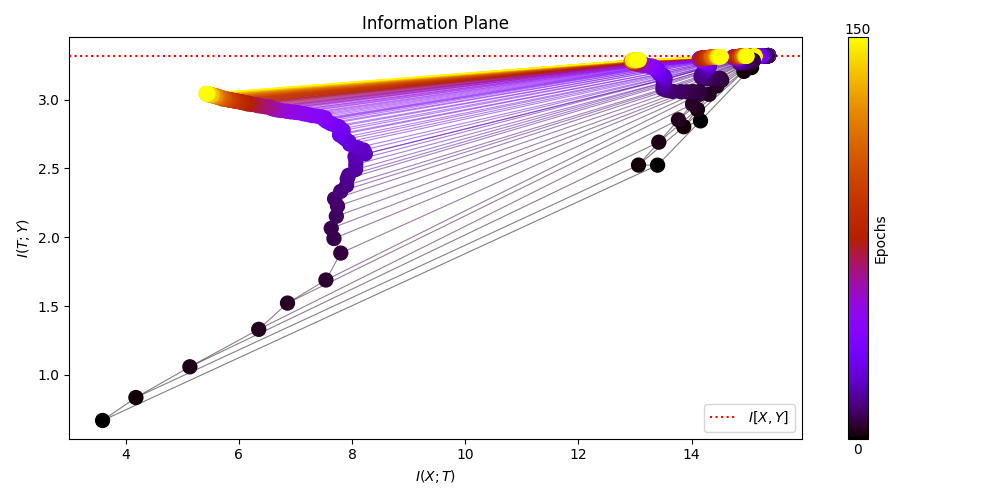 Information Plane
I(T; Y)
3.0
2.5
2.0
1.5
1.0
4
6
8
10
12
14
I(X; T)
I[X, Y]
150
Epochs
0